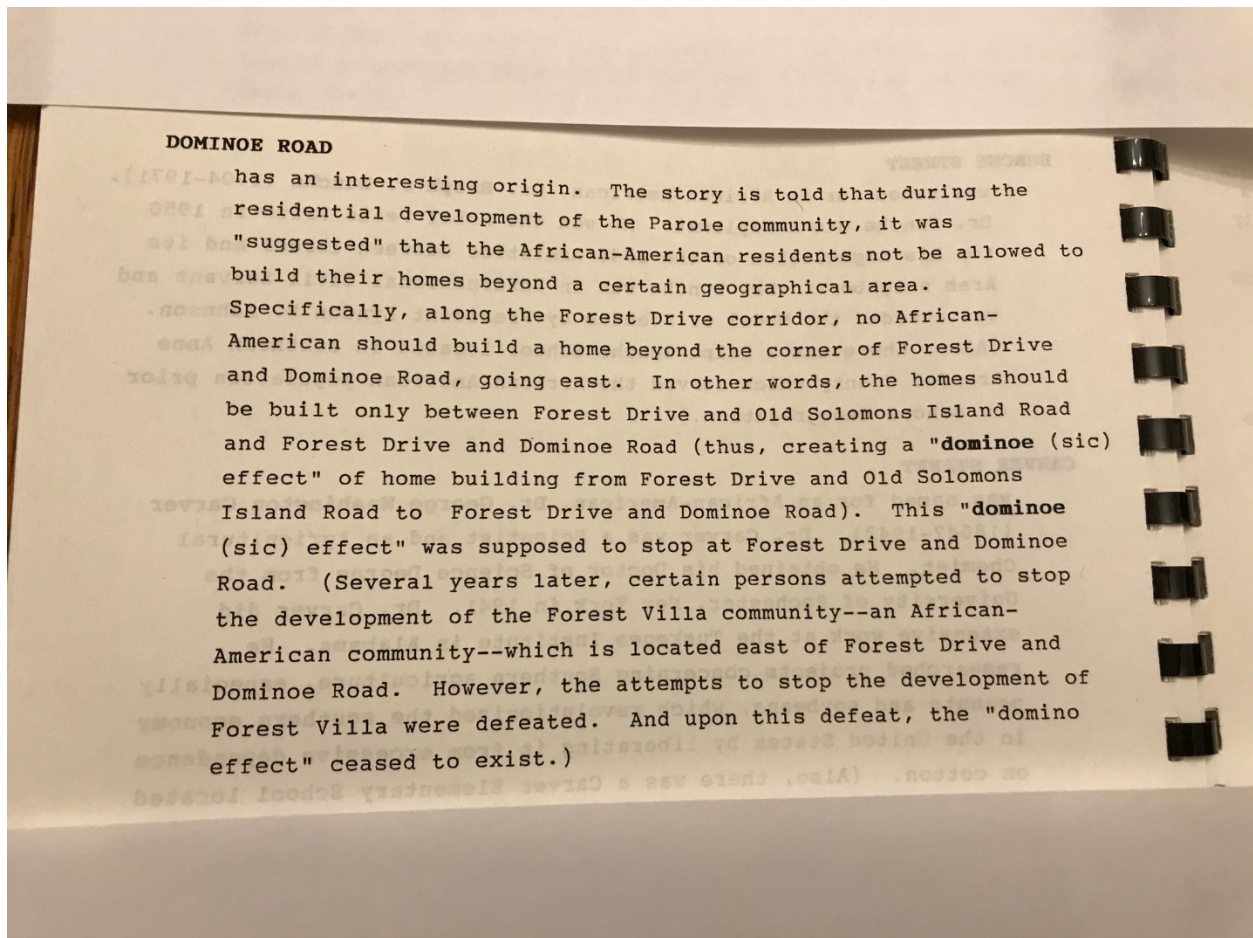 DOMINOE ROAD
has an interesting origin. The story is told that during the
residential development of the Parole community, it was
"suggested" that the African-American residents not be allowed to
build their homes beyond a certain geographical area.
Specifically, along the Forest Drive corridor, no African-
American should build a home beyond the corner of Forest Drive
and Dominoe Road, going east. In other words, the homes should
be built only between Forest Drive and Old Solomons Island Road
and Forest Drive and Dominoe Road (thus, creating a "dominoe (sic)
effect" of home building from Forest Drive and Old Solomons
Island Road to Forest Drive and Dominoe Road). This "dominoe
(sic) effect" was supposed to stop at Forest Drive and Dominoe
Road. (Several years later, certain persons attempted to stop
the development of the Forest Villa community--an African-
American community--which is located east of Forest Drive and
Dominoe Road. However, the attempts to stop the development of
Forest Villa were defeated. And upon this defeat, the "domino
effect" ceased to exist.)